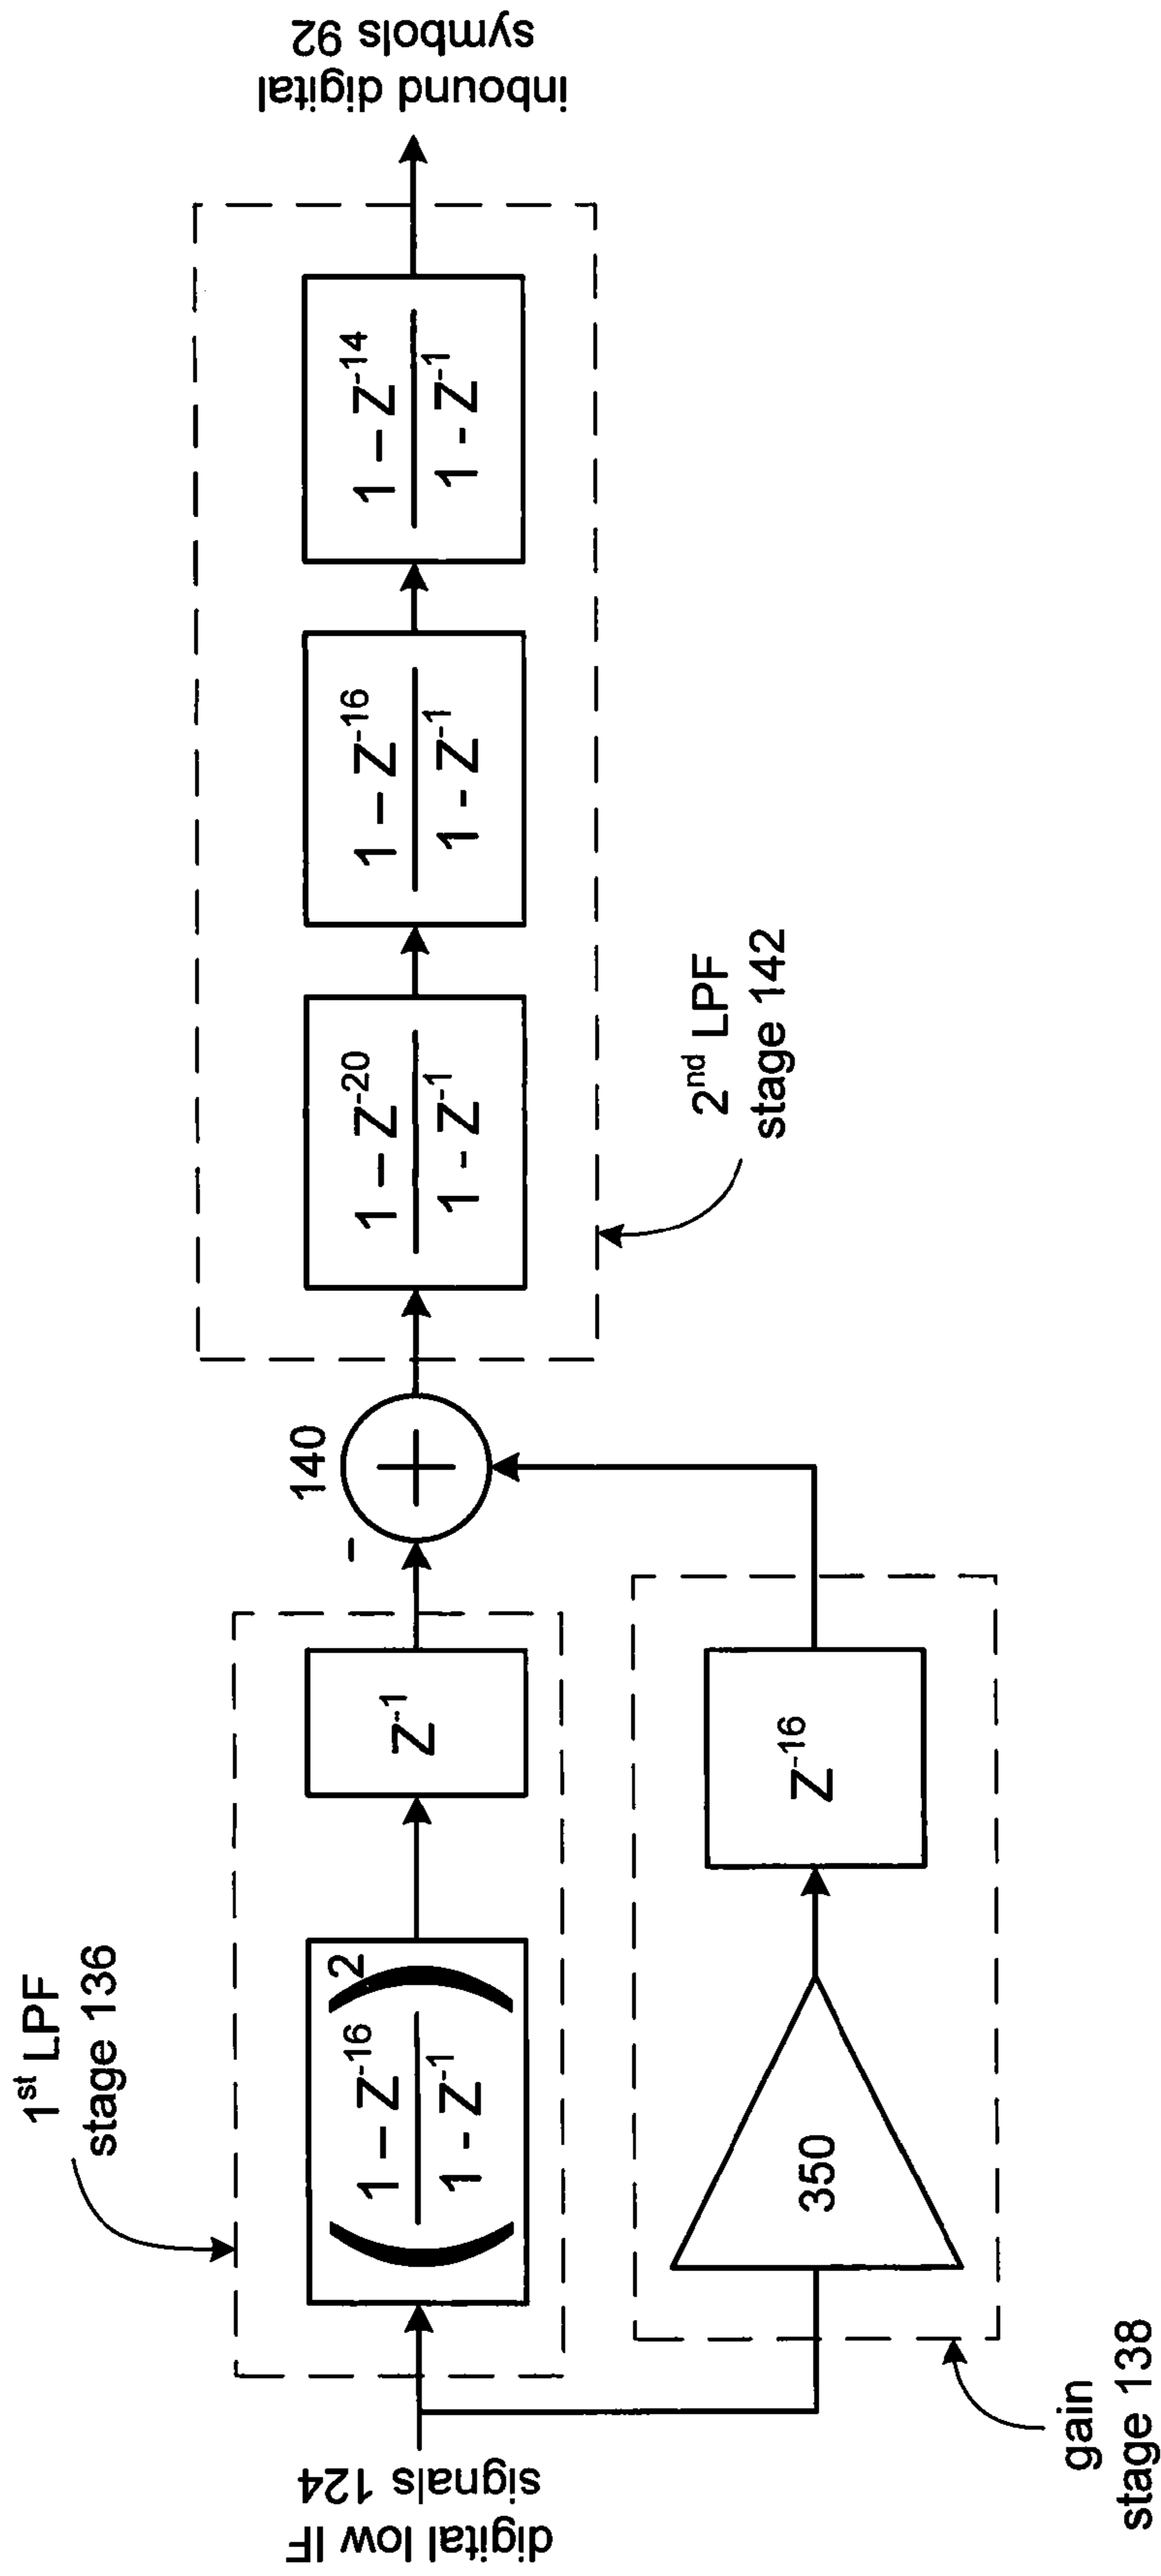 1st LPF
stage 136
digital low IF
signals 124
(1 – Z-16 / 1 - Z-1)2
Z-1
-
140
+
1 – Z-20
1 - Z-1
1 – Z-16
1 - Z-1
1 – Z-14
1 - Z-1
inbound digital
symbols 92
2nd LPF
stage 142
350
Z-16
gain
stage 138